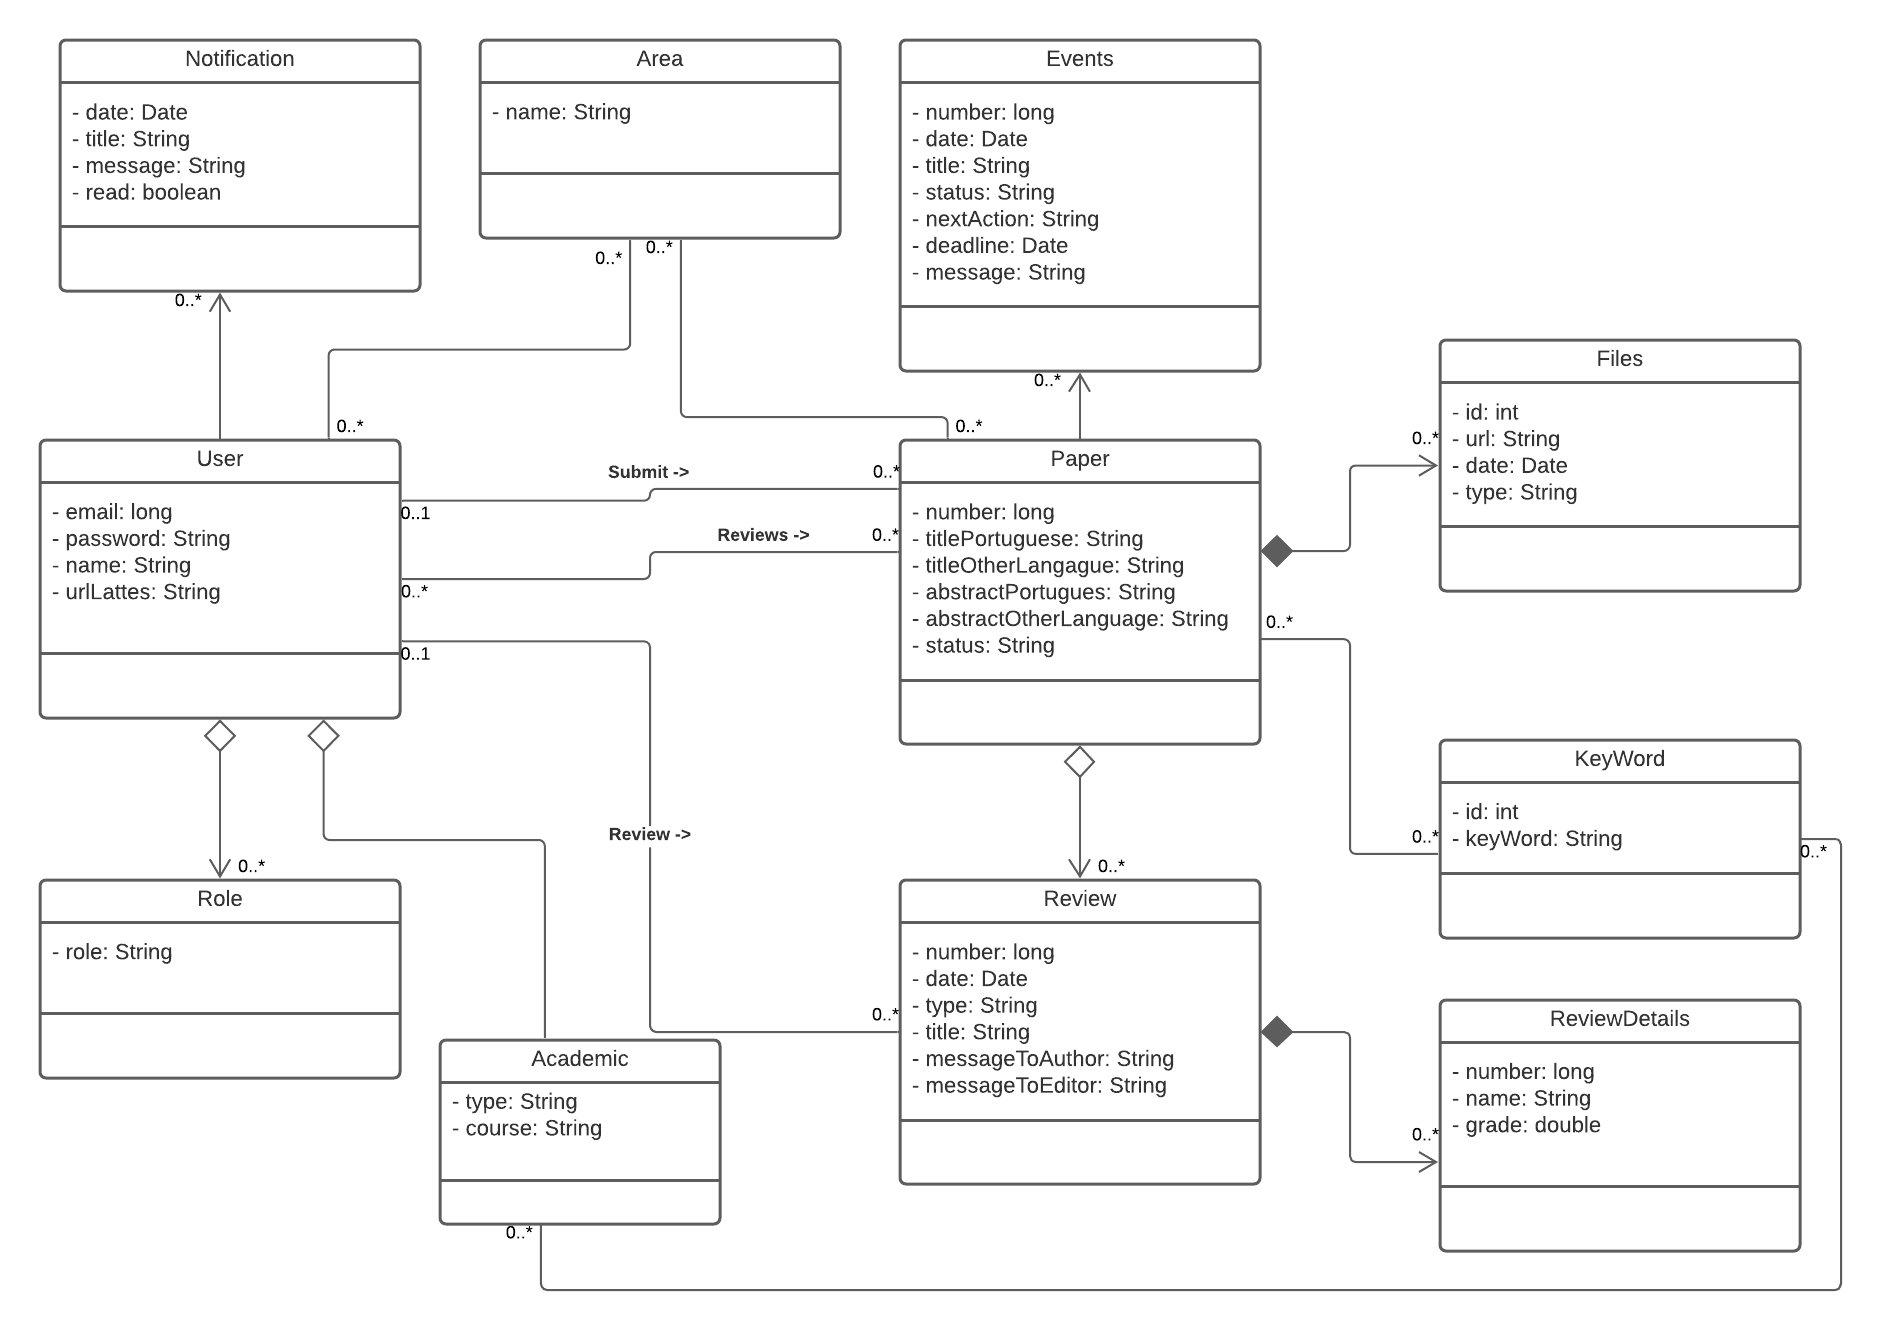 Notification
- date: Date
- title: String
- message: String
- read: boolean
0..*
Area
- name: String
0..*
0..*
Events
- number: long
- date: Date
- title: String
- status: String
- nextAction: String
- deadline: Date
- message: String
0..*
Files
- id: int
- url: String
- date: Date
- type: String
0..*
0..*
0..*
User
- email: long
- password: String
- name: String
- urlLattes: String
0..1
0..*
0..1
Submit ->
0..*
Reviews ->
0..*
Paper
- number: long
- titlePortuguese: String
- titleOtherLangague: String
- abstractPortugues: String
- abstractOtherLanguage: String
- status: String
0..*
KeyWord
- id: int
- keyWord: String
0..*
0..*
Review ->
0..*
0..*
Role
- role: String
Review
- number: long
- date: Date
- type: String
- title: String
- messageToAuthor: String
- messageToEditor: String
0..*
ReviewDetails
- number: long
- name: String
- grade: double
0..*
Academic
- type: String
- course: String
0..*